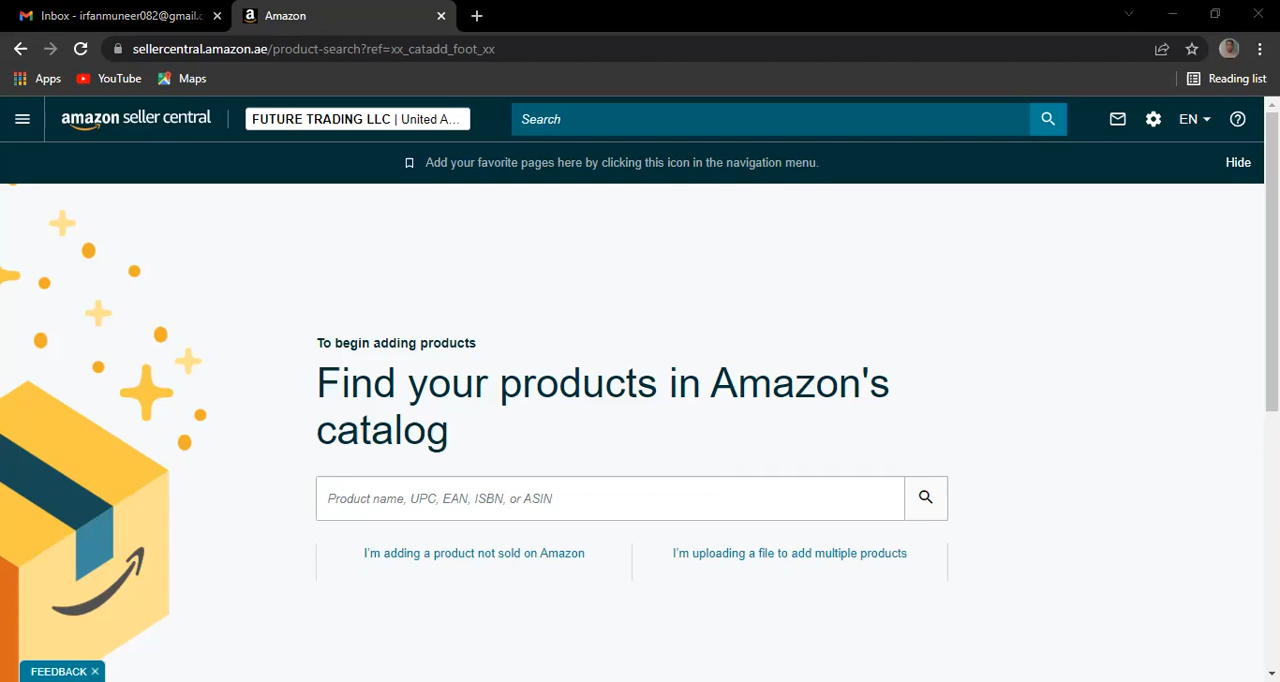 Inbox - irfanmuneer082@gmail.c
Amazon
sellercentral.amazon.ae/product-search?ref=xx_catadd_foot_xx
Apps YouTube Maps Reading list
amazon seller central FUTURE TRADING LLC | United A... Search EN
Add your favorite pages here by clicking this icon in the navigation menu. Hide
To begin adding products
Find your products in Amazon's
catalog
Product name, UPC, EAN, ISBN, or ASIN
I'm adding a product not sold on Amazon I'm uploading a file to add multiple products
FEEDBACK